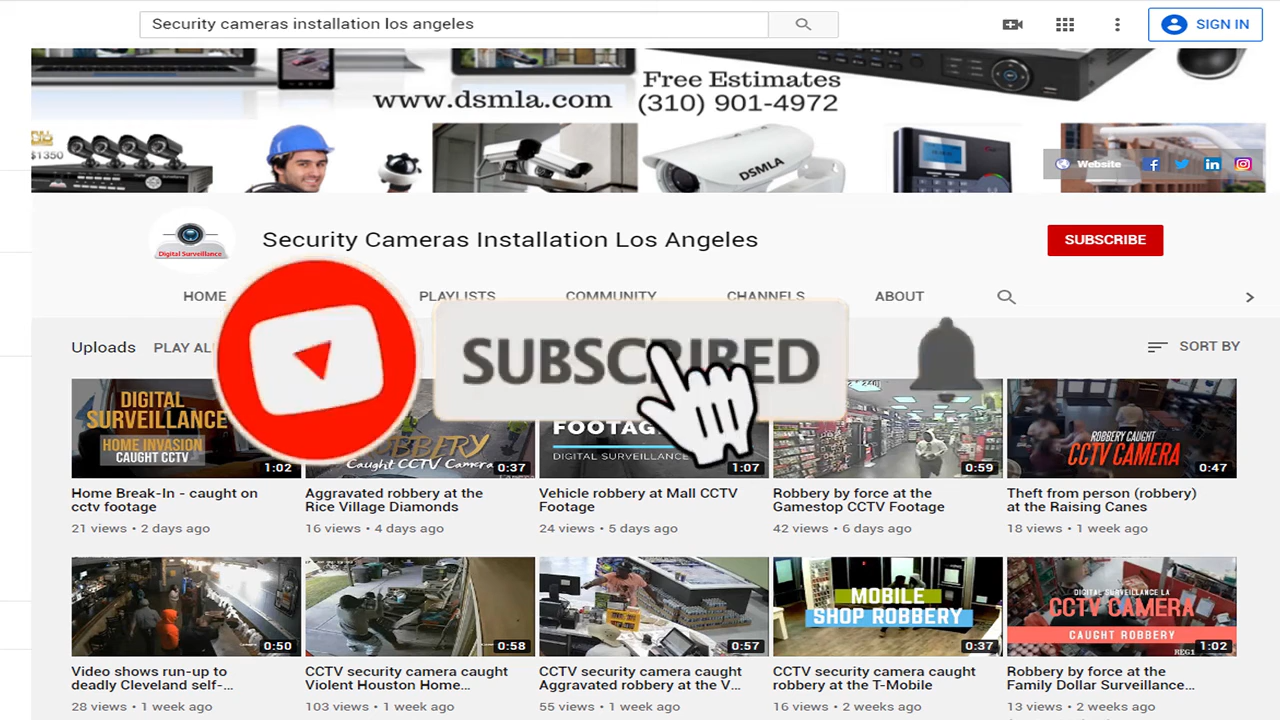 Security cameras installation los angeles
SIGN IN
Free Estimates
www.dsmla.com
(310) 901-4972
$1350
DSMLA
Website
Digital Surveillance
Security Cameras Installation Los Angeles
SUBSCRIBE
HOME
PLAYLISTS
COMMUNITY
CHANNELS
ABOUT
Uploads
PLAY AL
SORT BY
SUBSCRIBED
DIGITAL
SURVEILLANCE
HOME INVASION
CAUGHT CCTV
1:02
ROBBERY
Caught CCTV Camera
0:37
FOOTAG
DIGITAL SURVEILLANCE
1:07
0:59
ROBBERY CAUGHT
CCTV CAMERA
0:47
Home Break-In - caught on
cctv footage
21 views • 2 days ago
Aggravated robbery at the
Rice Village Diamonds
16 views • 4 days ago
Vehicle robbery at Mall CCTV
Footage
24 views • 5 days ago
Robbery by force at the
Gamestop CCTV Footage
42 views • 6 days ago
Theft from person (robbery)
at the Raising Canes
18 views • 1 week ago
0:50
0:58
0:57
MOBILE
SHOP ROBBERY
0:37
DIGITAL SURVEILLANCE LA
CCTV CAMERA
CAUGHT ROBBERY
REG1
1:02
Video shows run-up to
deadly Cleveland self-...
28 views • 1 week ago
CCTV security camera caught
Violent Houston Home...
103 views • 1 week ago
CCTV security camera caught
Aggravated robbery at the V...
55 views • 1 week ago
CCTV security camera caught
robbery at the T-Mobile
16 views • 2 weeks ago
Robbery by force at the
Family Dollar Surveillance...
13 views • 2 weeks ago